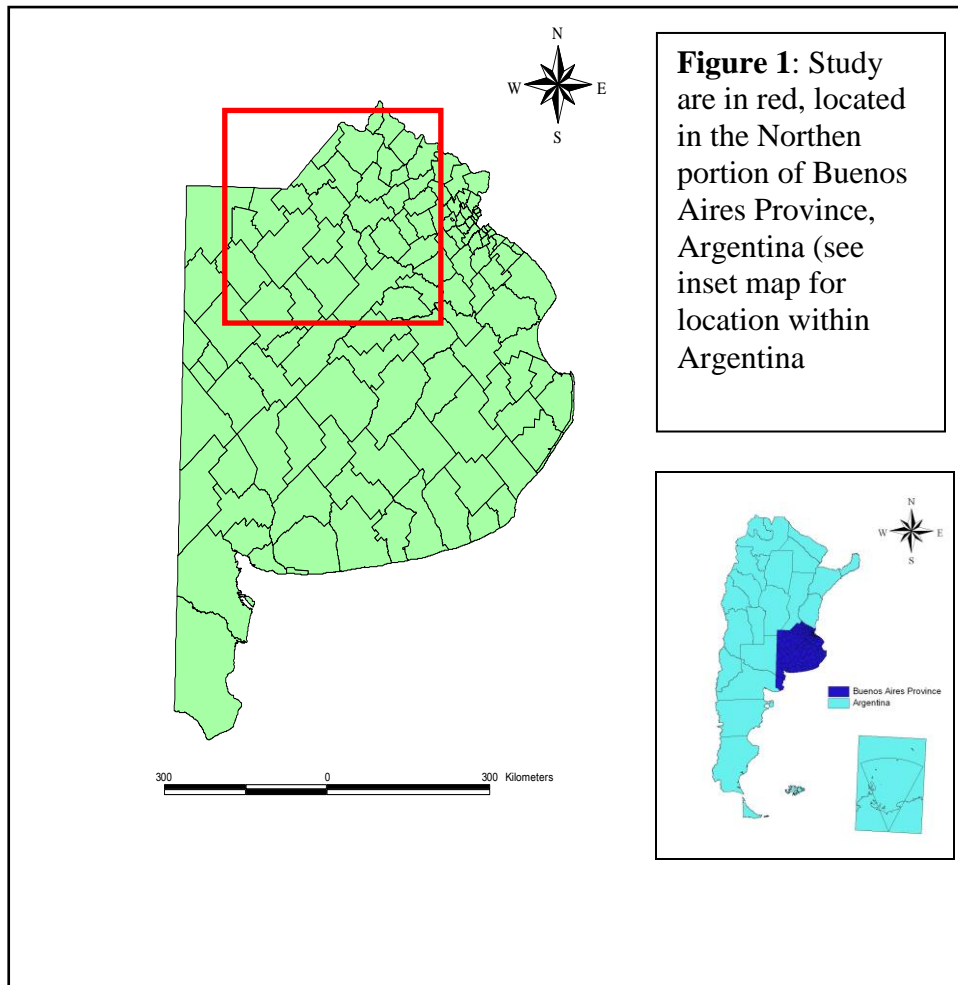 N
W E
S
Figure 1: Study
are in red, located
in the Northen
portion of Buenos
Aires Province,
Argentina (see
inset map for
location within
Argentina
N
W E
S
Buenos Aires Province
Argentina
300 0 300 Kilometers